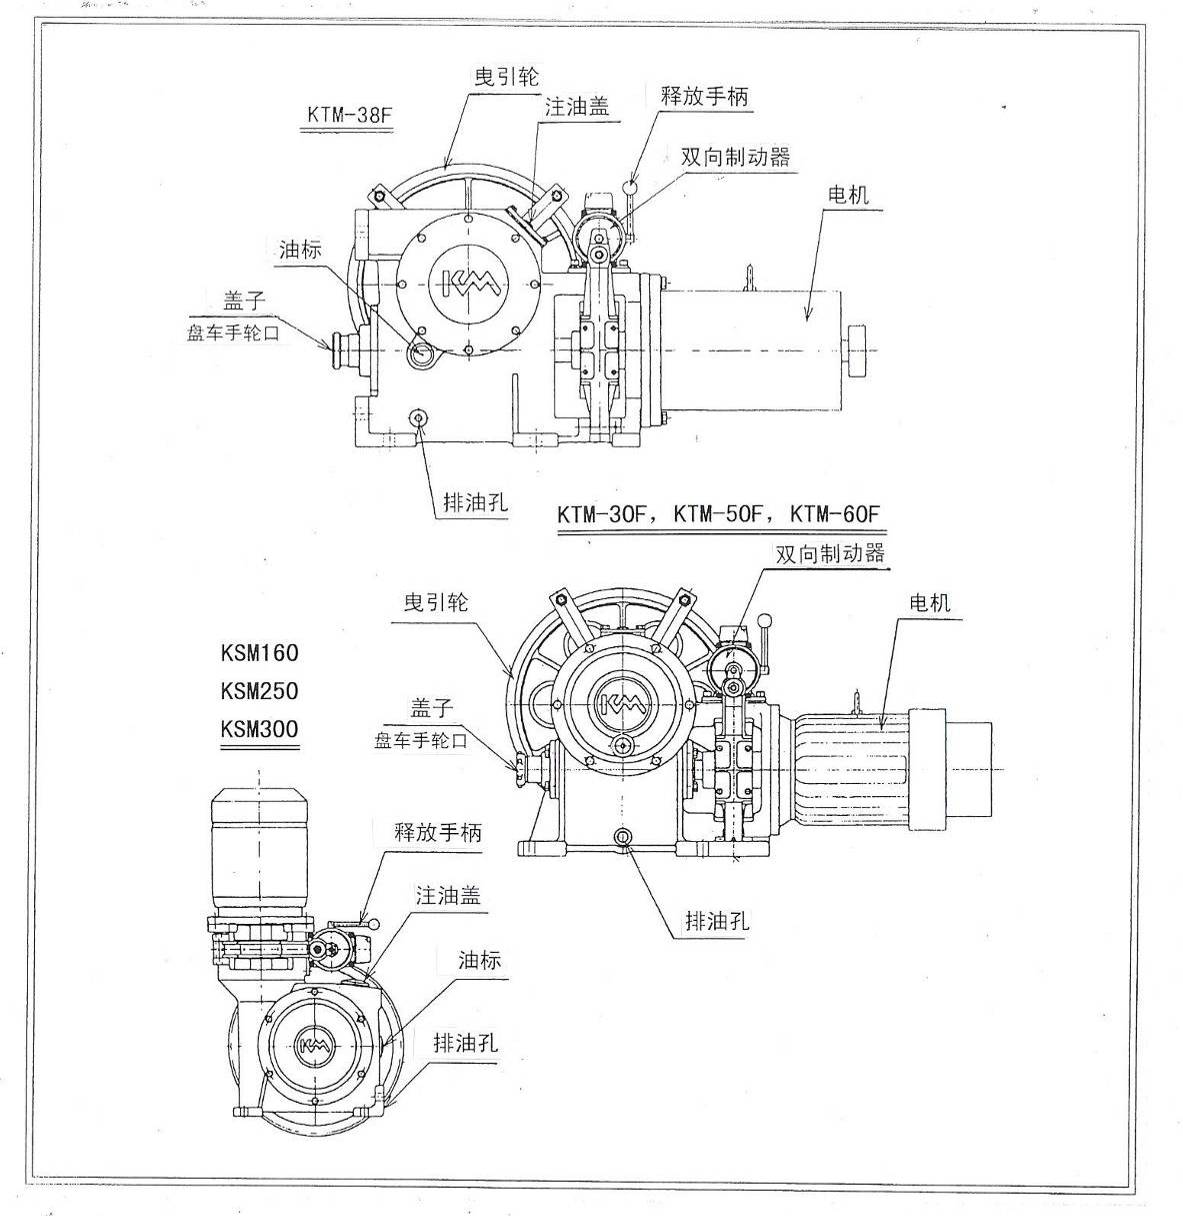 曳引轮
KTM-38F
注油盖
释放手柄
双向制动器
电机
油标
盖子
盘车手轮口
KM
排油孔
KTM-30F, KTM-50F, KTM-60F
双向制动器
曳引轮
电机
KSM160
KSM250
KSM300
盖子
盘车手轮口
KM
释放手柄
注油盖
排油孔
油标
排油孔
KM